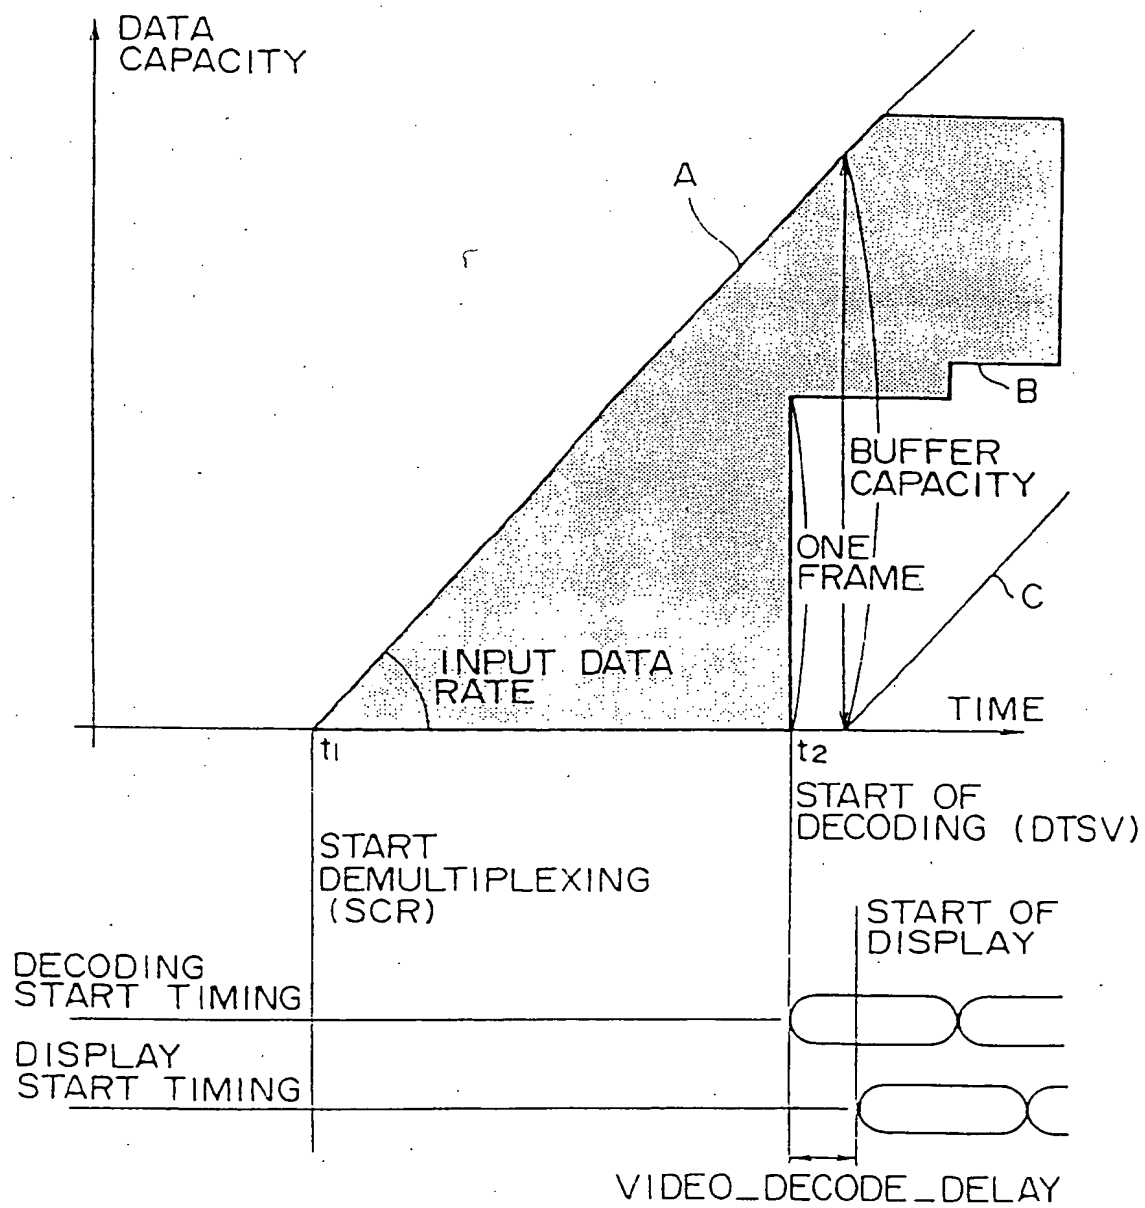 DATA
CAPACITY
A
B
BUFFER
CAPACITY
ONE
FRAME
C
INPUT DATA
RATE
TIME
t1
t2
START OF
DECODING (DTSV)
START
DEMULTIPLEXING
(SCR)
START OF
DISPLAY
DECODING
START TIMING
DISPLAY
START TIMING
VIDEO_DECODE_DELAY